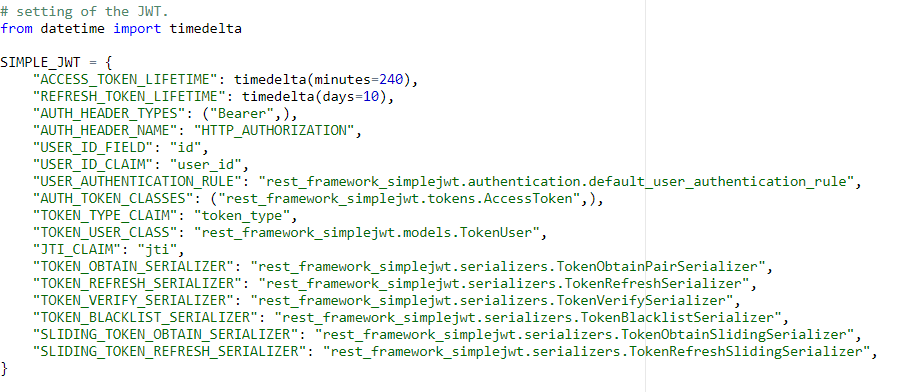 # setting of the JWT.
from datetime import timedelta

SIMPLE_JWT = {
    "ACCESS_TOKEN_LIFETIME": timedelta(minutes=240),
    "REFRESH_TOKEN_LIFETIME": timedelta(days=10),
    "AUTH_HEADER_TYPES": ("Bearer",),
    "AUTH_HEADER_NAME": "HTTP_AUTHORIZATION",
    "USER_ID_FIELD": "id",
    "USER_ID_CLAIM": "user_id",
    "USER_AUTHENTICATION_RULE": "rest_framework_simplejwt.authentication.default_user_authentication_rule",
    "AUTH_TOKEN_CLASSES": ("rest_framework_simplejwt.tokens.AccessToken",),
    "TOKEN_TYPE_CLAIM": "token_type",
    "TOKEN_USER_CLASS": "rest_framework_simplejwt.models.TokenUser",
    "JTI_CLAIM": "jti",
    "TOKEN_OBTAIN_SERIALIZER": "rest_framework_simplejwt.serializers.TokenObtainPairSerializer",
    "TOKEN_REFRESH_SERIALIZER": "rest_framework_simplejwt.serializers.TokenRefreshSerializer",
    "TOKEN_VERIFY_SERIALIZER": "rest_framework_simplejwt.serializers.TokenVerifySerializer",
    "TOKEN_BLACKLIST_SERIALIZER": "rest_framework_simplejwt.serializers.TokenBlacklistSerializer",
    "SLIDING_TOKEN_OBTAIN_SERIALIZER": "rest_framework_simplejwt.serializers.TokenObtainSlidingSerializer",
    "SLIDING_TOKEN_REFRESH_SERIALIZER": "rest_framework_simplejwt.serializers.TokenRefreshSlidingSerializer",
}